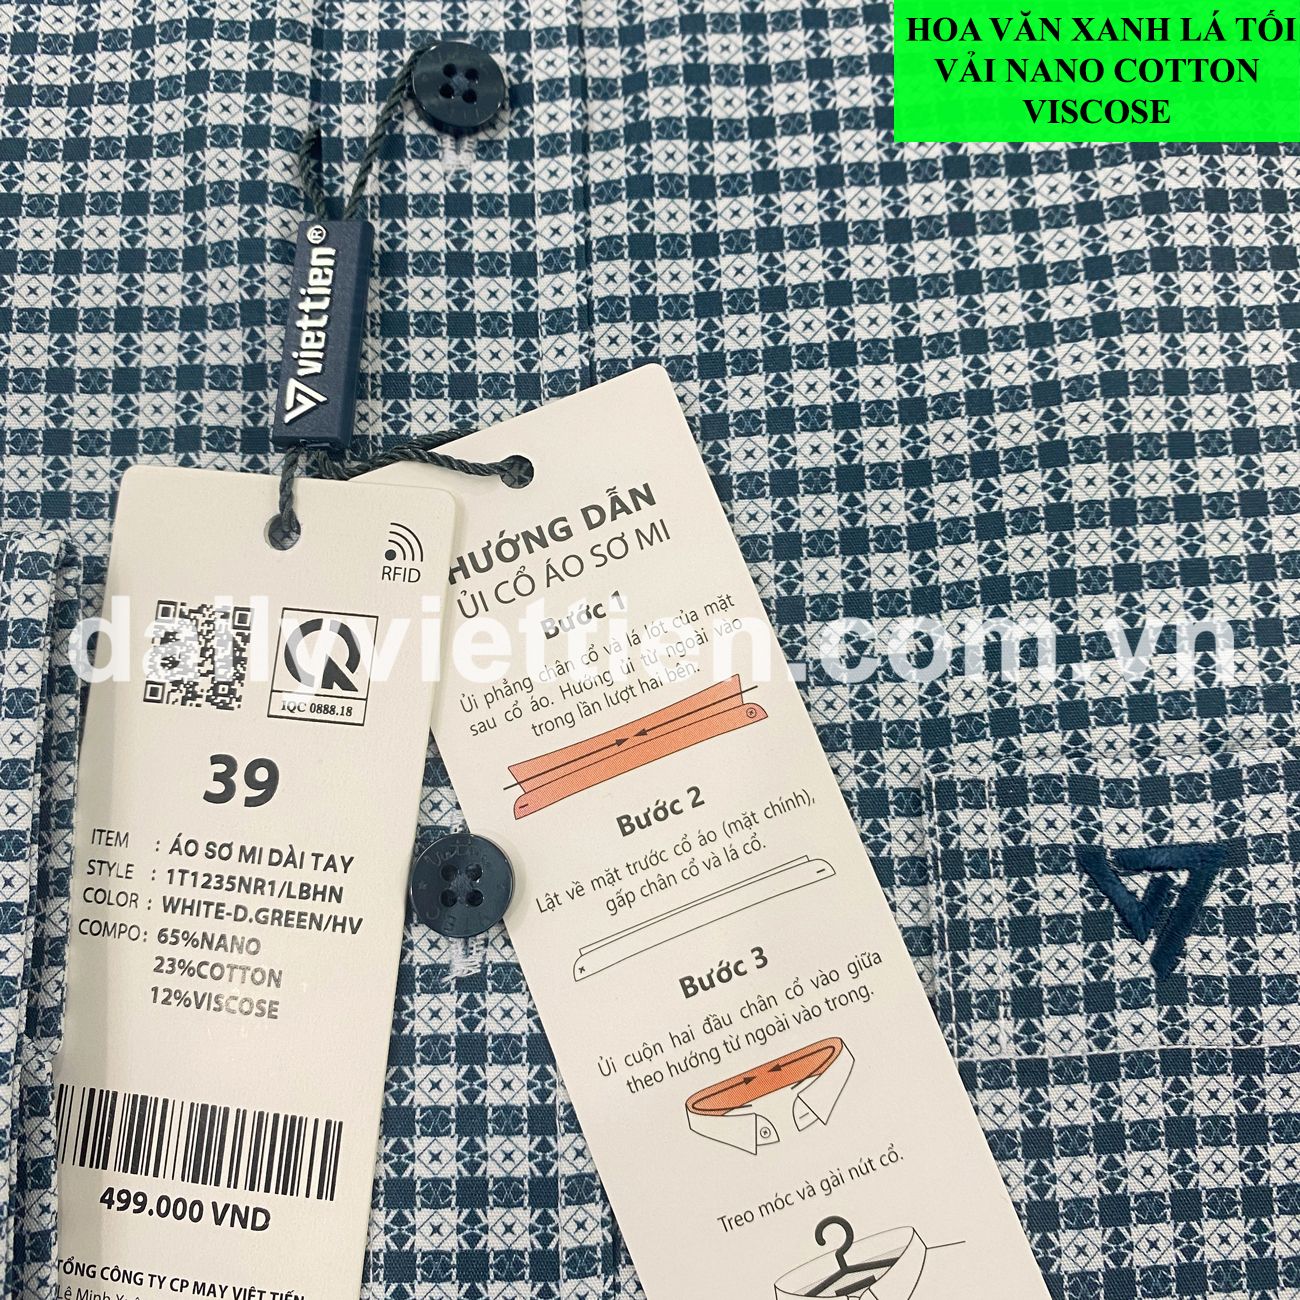 HOA VĂN XANH LÁ TỐI
VẢI NANO COTTON
VISCOSE
viettien®
RFID
IQC 0888.18
39
ITEM : ÁO SƠ MI DÀI TAY
STYLE : 1T1235NR1/LBHN
COLOR : WHITE-D.GREEN/HV
COMPO: 65%NANO
23%COTTON
12%VISCOSE
499.000 VND
TỔNG CÔNG TY CP MAY VIỆT TIẾN
Lê Minh
HƯỚNG DẪN
ỦI CỔ ÁO SƠ MI
Bước 1
Ủi phẳng chân cổ và lá lót của mặt
sau cổ áo. Hướng ủi từ ngoài vào
trong lần lượt hai bên.
Bước 2
Lật về mặt trước cổ áo (mặt chính),
gấp chân cổ và lá cổ.
Bước 3
Ủi cuộn hai đầu chân cổ vào giữa
theo hướng từ ngoài vào trong.
Treo móc và gài nút cổ.
dailyviettien.com.vn